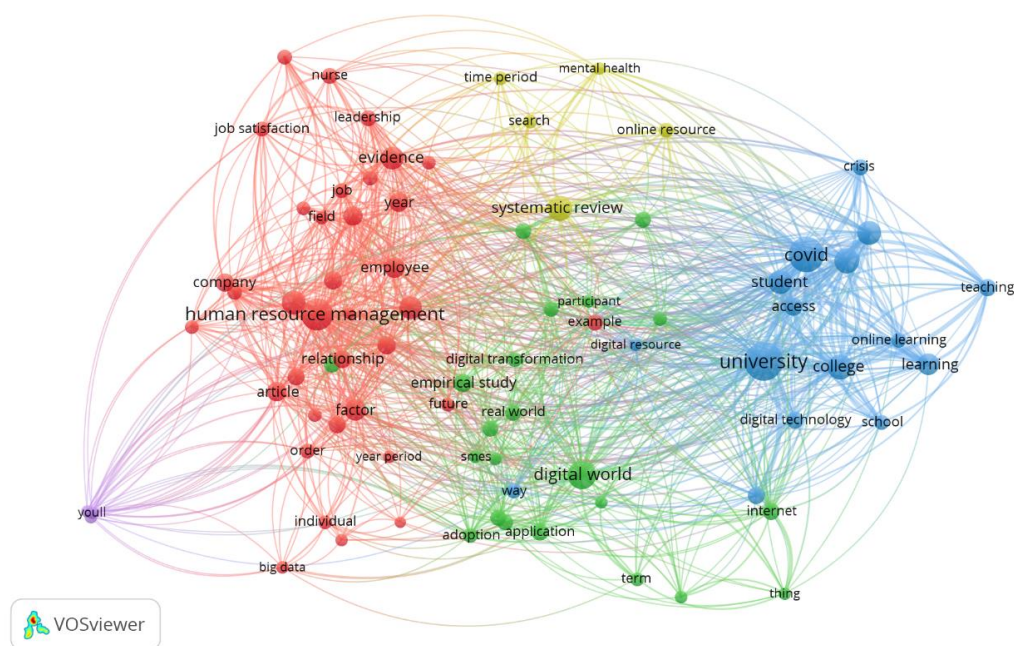 nurse
time period
mental health
leadership
search
job satisfaction
online resource
evidence
crisis
job
year
systematic review
field
covid
employee
company
student
teaching
participant
access
human resource management
example
online learning
digital resource
relationship
digital transformation
university
college
learning
empirical study
article
future
factor
real world
digital technology
school
order
year period
smes
digital world
way
youll
individual
internet
adoption
application
big data
term
thing
VOSviewer